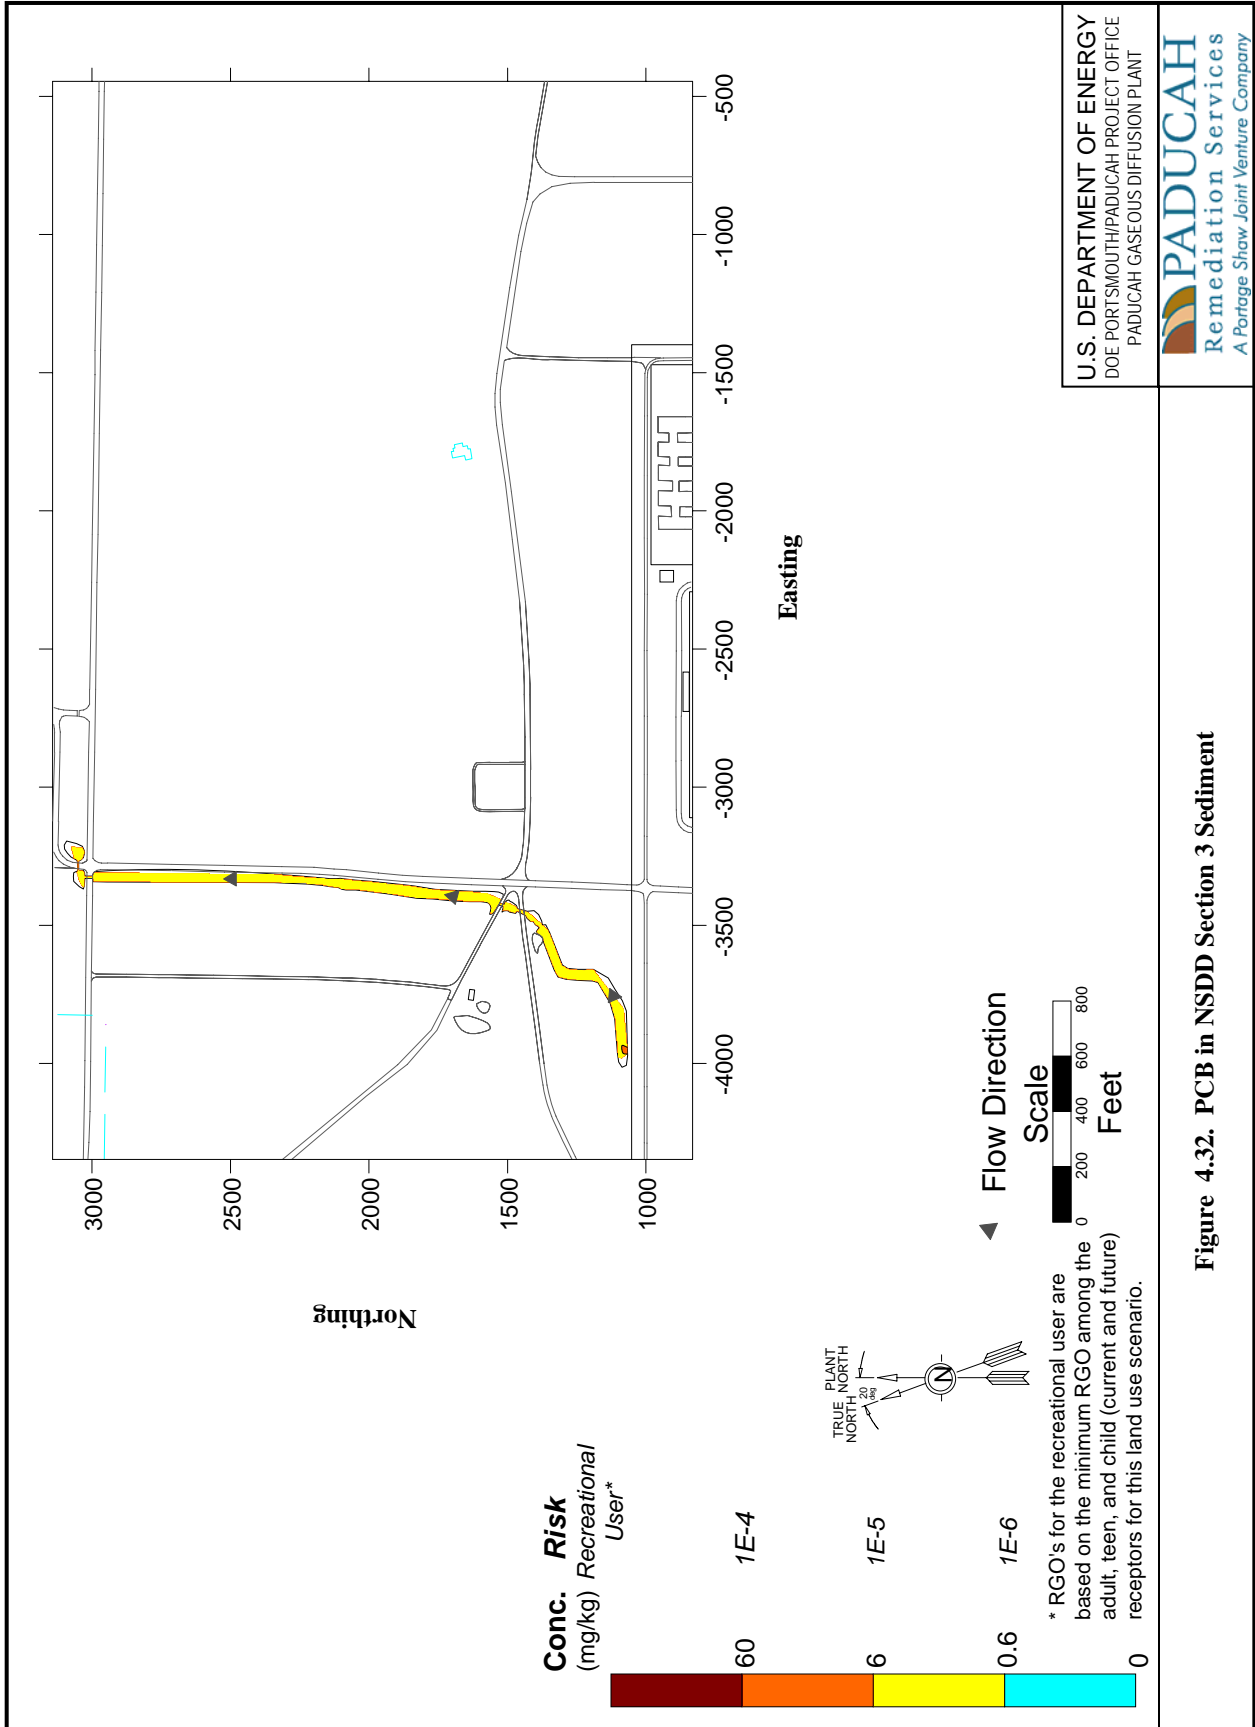 Conc. Risk
(mg/kg) Recreational
User*
60 1E-4
6 1E-5
0.6 1E-6
0
Northing
3000
2500
2000
1500
1000
-4000
-3500
-3000
-2500
-2000
-1500
-1000
-500
Easting
TRUE NORTH
PLANT NORTH
20
deg
N
Flow Direction
Scale
0 200 400 600 800
Feet
* RGO's for the recreational user are
based on the minimum RGO among the
adult, teen, and child (current and future)
receptors for this land use scenario.
U.S. DEPARTMENT OF ENERGY
DOE PORTSMOUTH/PADUCAH PROJECT OFFICE
PADUCAH GASEOUS DIFFUSION PLANT
PADUCAH
Remediation Services
A Portage Shaw Joint Venture Company
Figure 4.32. PCB in NSDD Section 3 Sediment